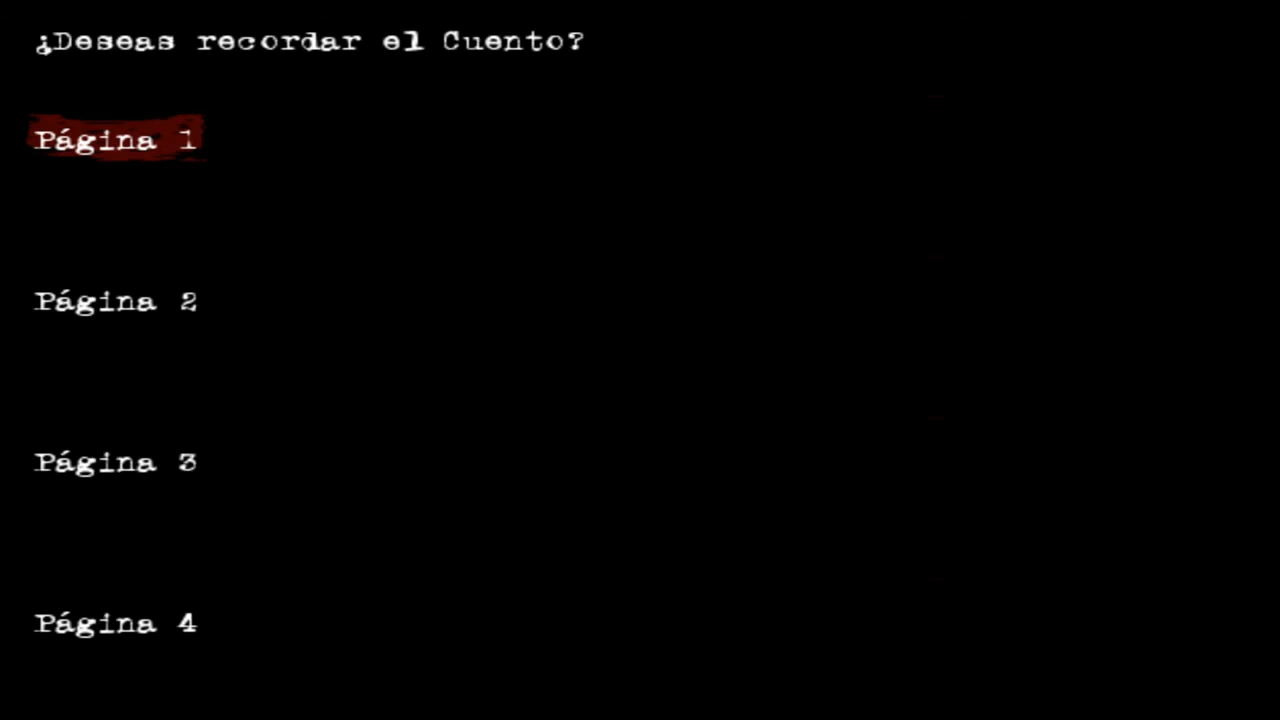 ¿Deseas recordar el Cuento?
Página 1
Página 2
Página 3
Página 4